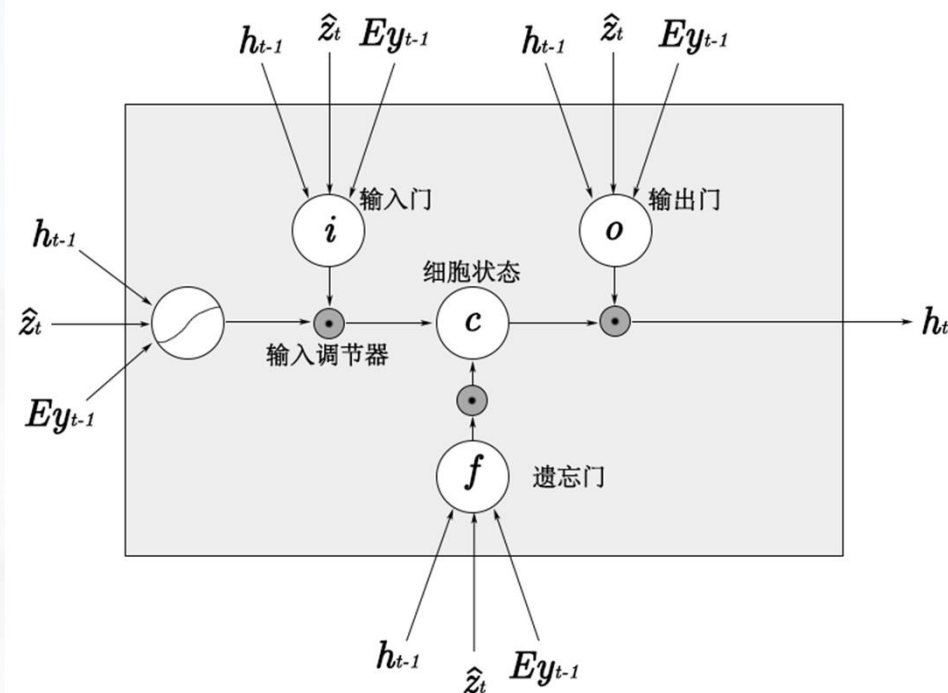 h_{t-1} ẑ_t Ey_{t-1} h_{t-1} ẑ_t Ey_{t-1}
输入门 输出门
i o
h_{t-1}
细胞状态
ẑ_t c h_t
输入调节器
Ey_{t-1}
f 遗忘门
h_{t-1} ẑ_t Ey_{t-1}